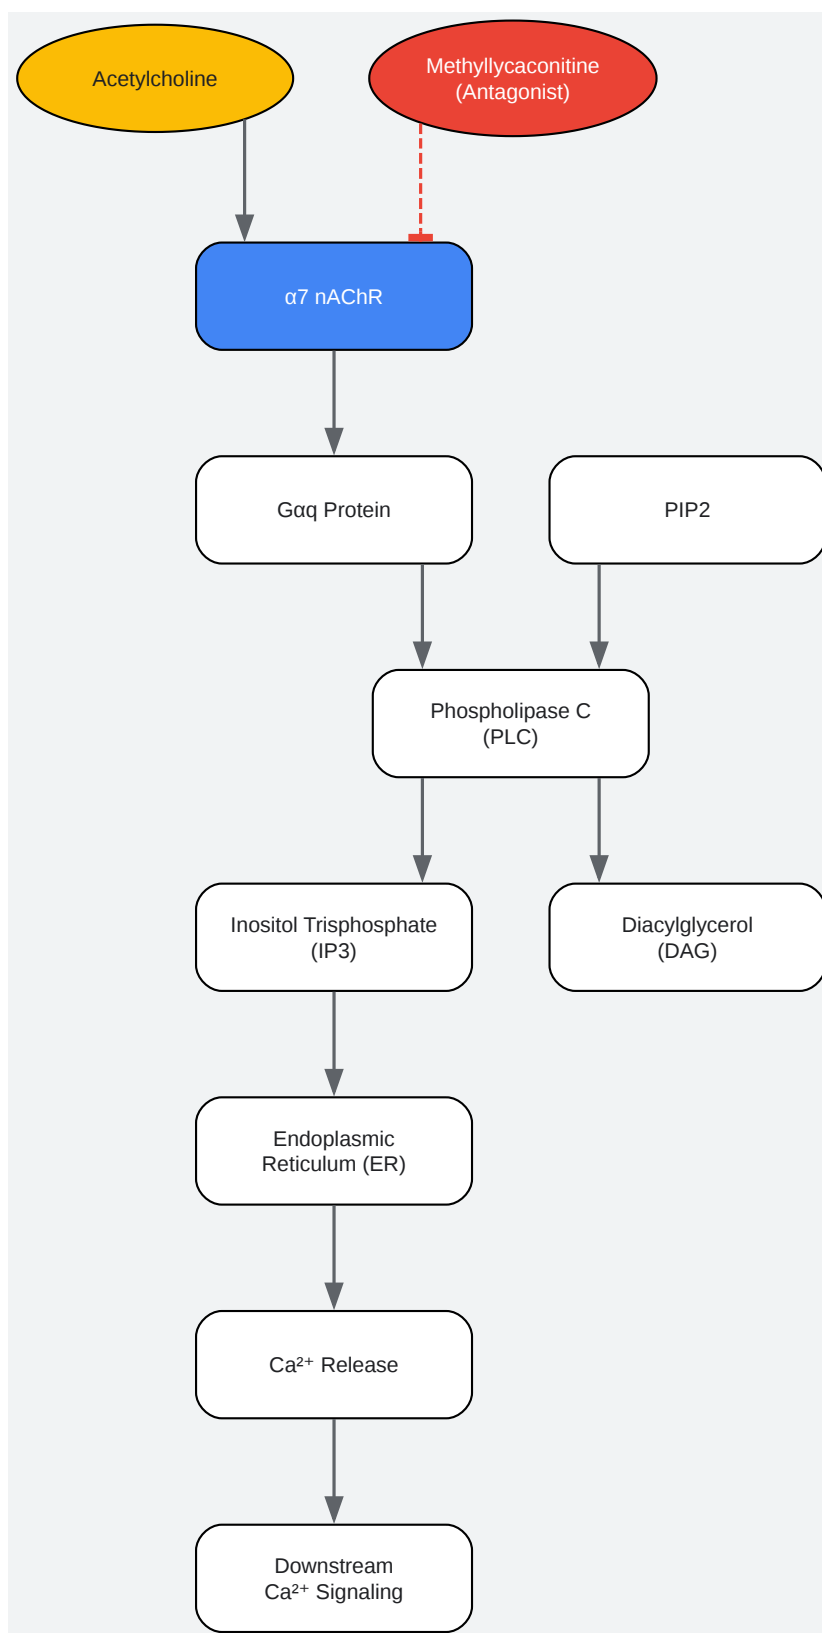 Acetylcholine
Methyllycaconitine
(Antagonist)
α7 nAChR
Gαq Protein
PIP2
Phospholipase C
(PLC)
Inositol Trisphosphate
(IP3)
Diacylglycerol
(DAG)
Endoplasmic
Reticulum (ER)
Ca²⁺ Release
Downstream
Ca²⁺ Signaling